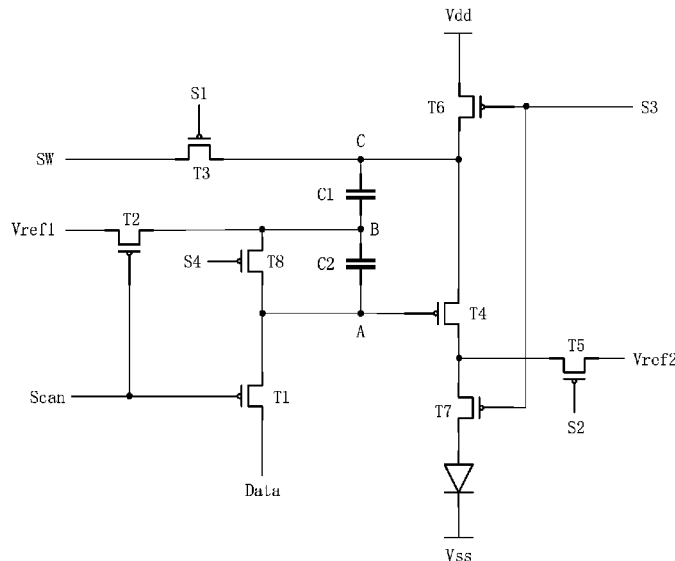 Vdd
S1
T6
S3
C
SW
T3
C1
T2
Vref1
B
S4
T8
C2
A
T4
T5
Vref2
Scan
T1
T7
S2
Data
Vss